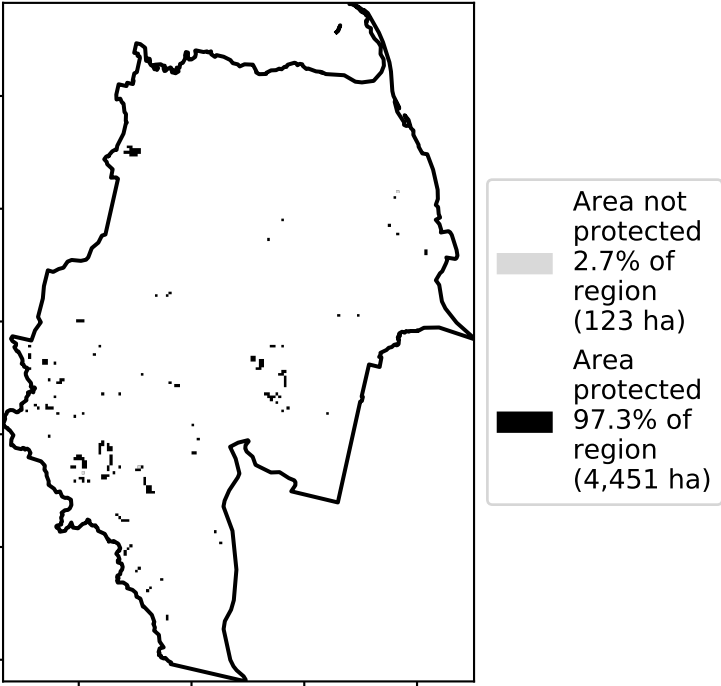 Area not
protected
2.7% of
region
(123 ha)
Area
protected
97.3% of
region
(4,451 ha)